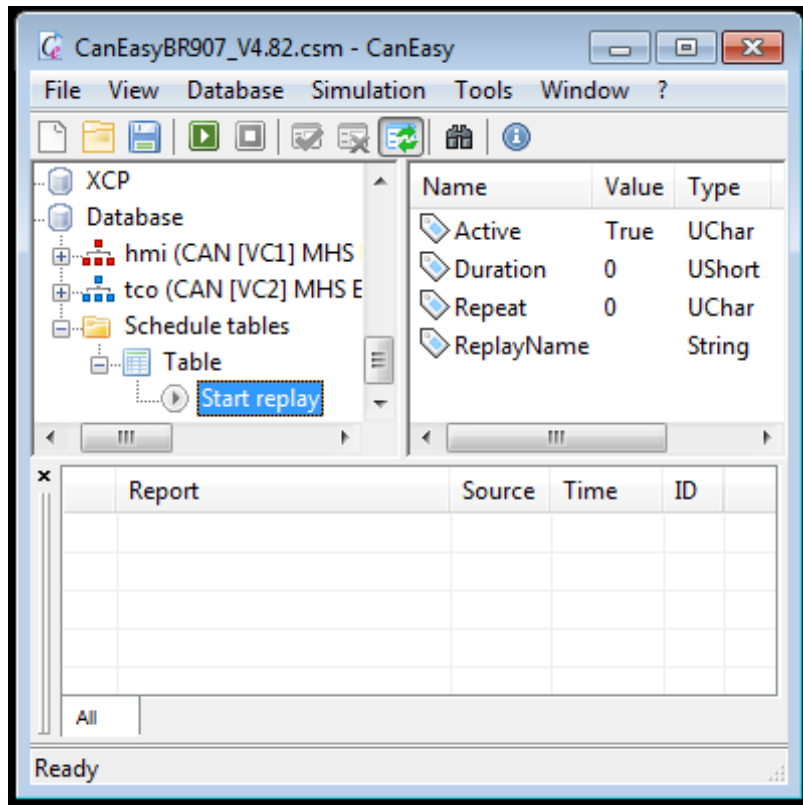 CanEasyBR907_V4.82.csm - CanEasy
File View Database Simulation Tools Window ?
XCP
Database
hmi (CAN [VC1] MHS
tco (CAN [VC2] MHS E
Schedule tables
Table
Start replay
Name Value Type
Active True UChar
Duration 0 UShort
Repeat 0 UChar
ReplayName String
Report Source Time ID
All
Ready